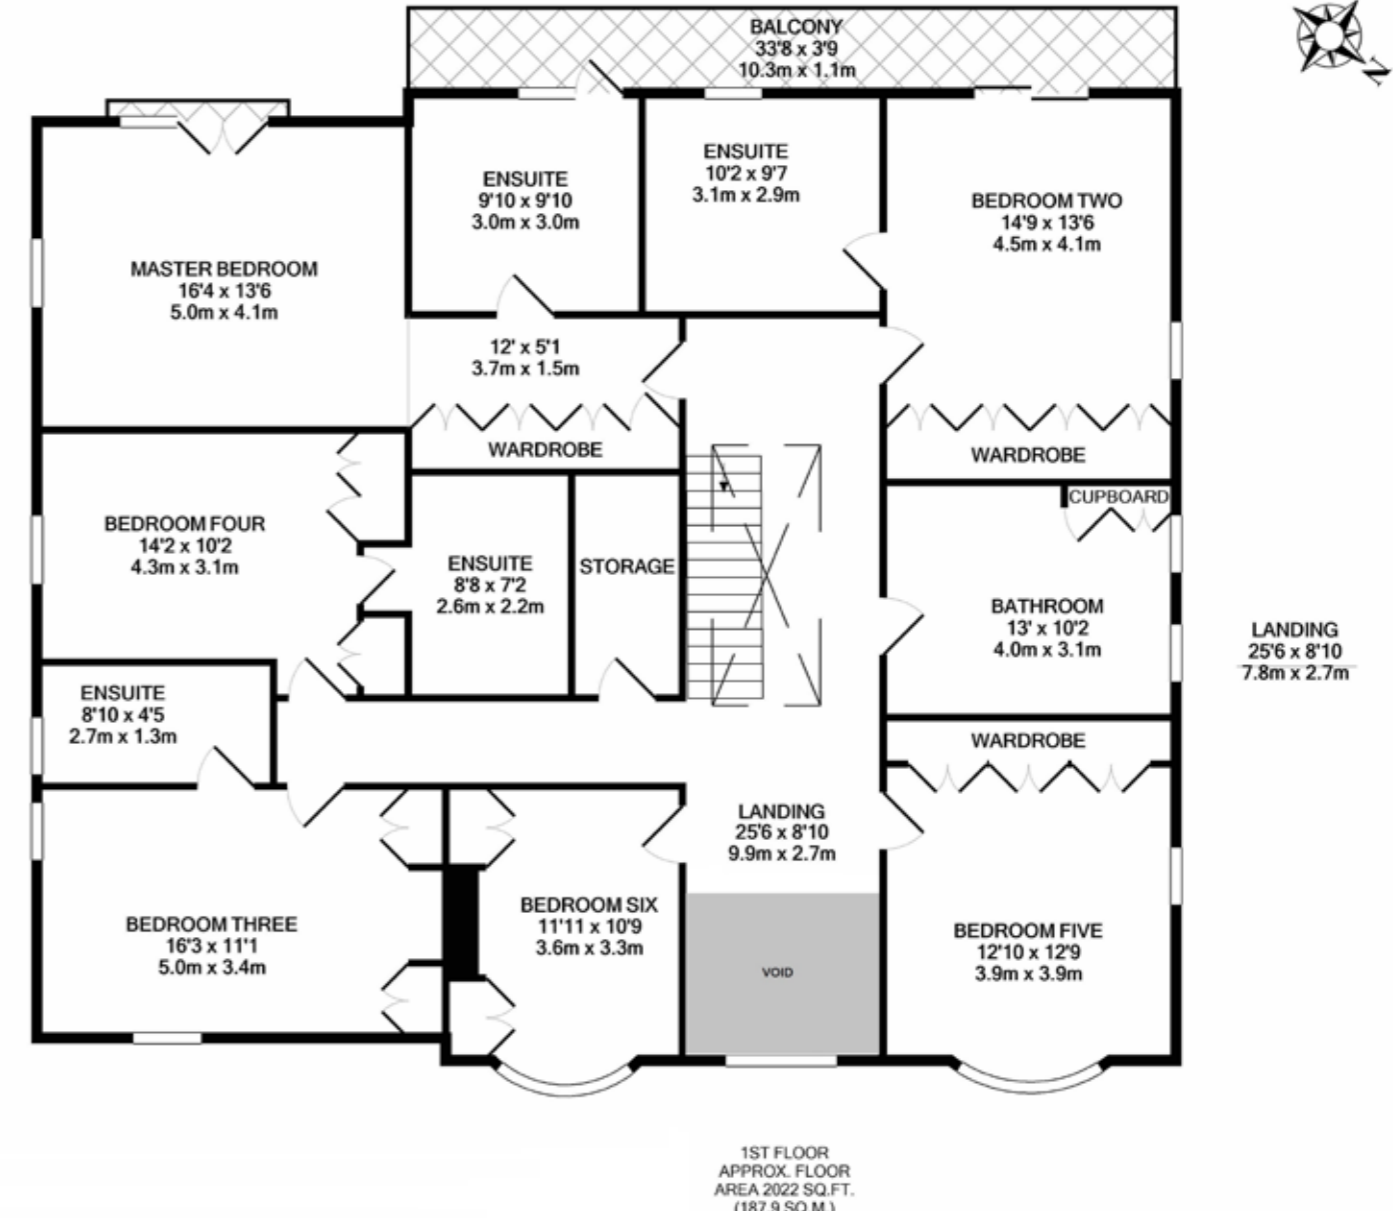 BALCONY
33'8 x 3'9
10.3m x 1.1m
N
ENSUITE
9'10 x 9'10
3.0m x 3.0m
ENSUITE
10'2 x 9'7
3.1m x 2.9m
BEDROOM TWO
14'9 x 13'6
4.5m x 4.1m
MASTER BEDROOM
16'4 x 13'6
5.0m x 4.1m
12' x 5'1
3.7m x 1.5m
WARDROBE
WARDROBE
CUPBOARD
BEDROOM FOUR
14'2 x 10'2
4.3m x 3.1m
ENSUITE
8'8 x 7'2
2.6m x 2.2m
STORAGE
BATHROOM
13' x 10'2
4.0m x 3.1m
LANDING
25'6 x 8'10
7.8m x 2.7m
ENSUITE
8'10 x 4'5
2.7m x 1.3m
WARDROBE
LANDING
25'6 x 8'10
9.9m x 2.7m
BEDROOM THREE
16'3 x 11'1
5.0m x 3.4m
BEDROOM SIX
11'11 x 10'9
3.6m x 3.3m
VOID
BEDROOM FIVE
12'10 x 12'9
3.9m x 3.9m
1ST FLOOR
APPROX. FLOOR
AREA 2022 SQ.FT.
(187.9 SQ.M.)